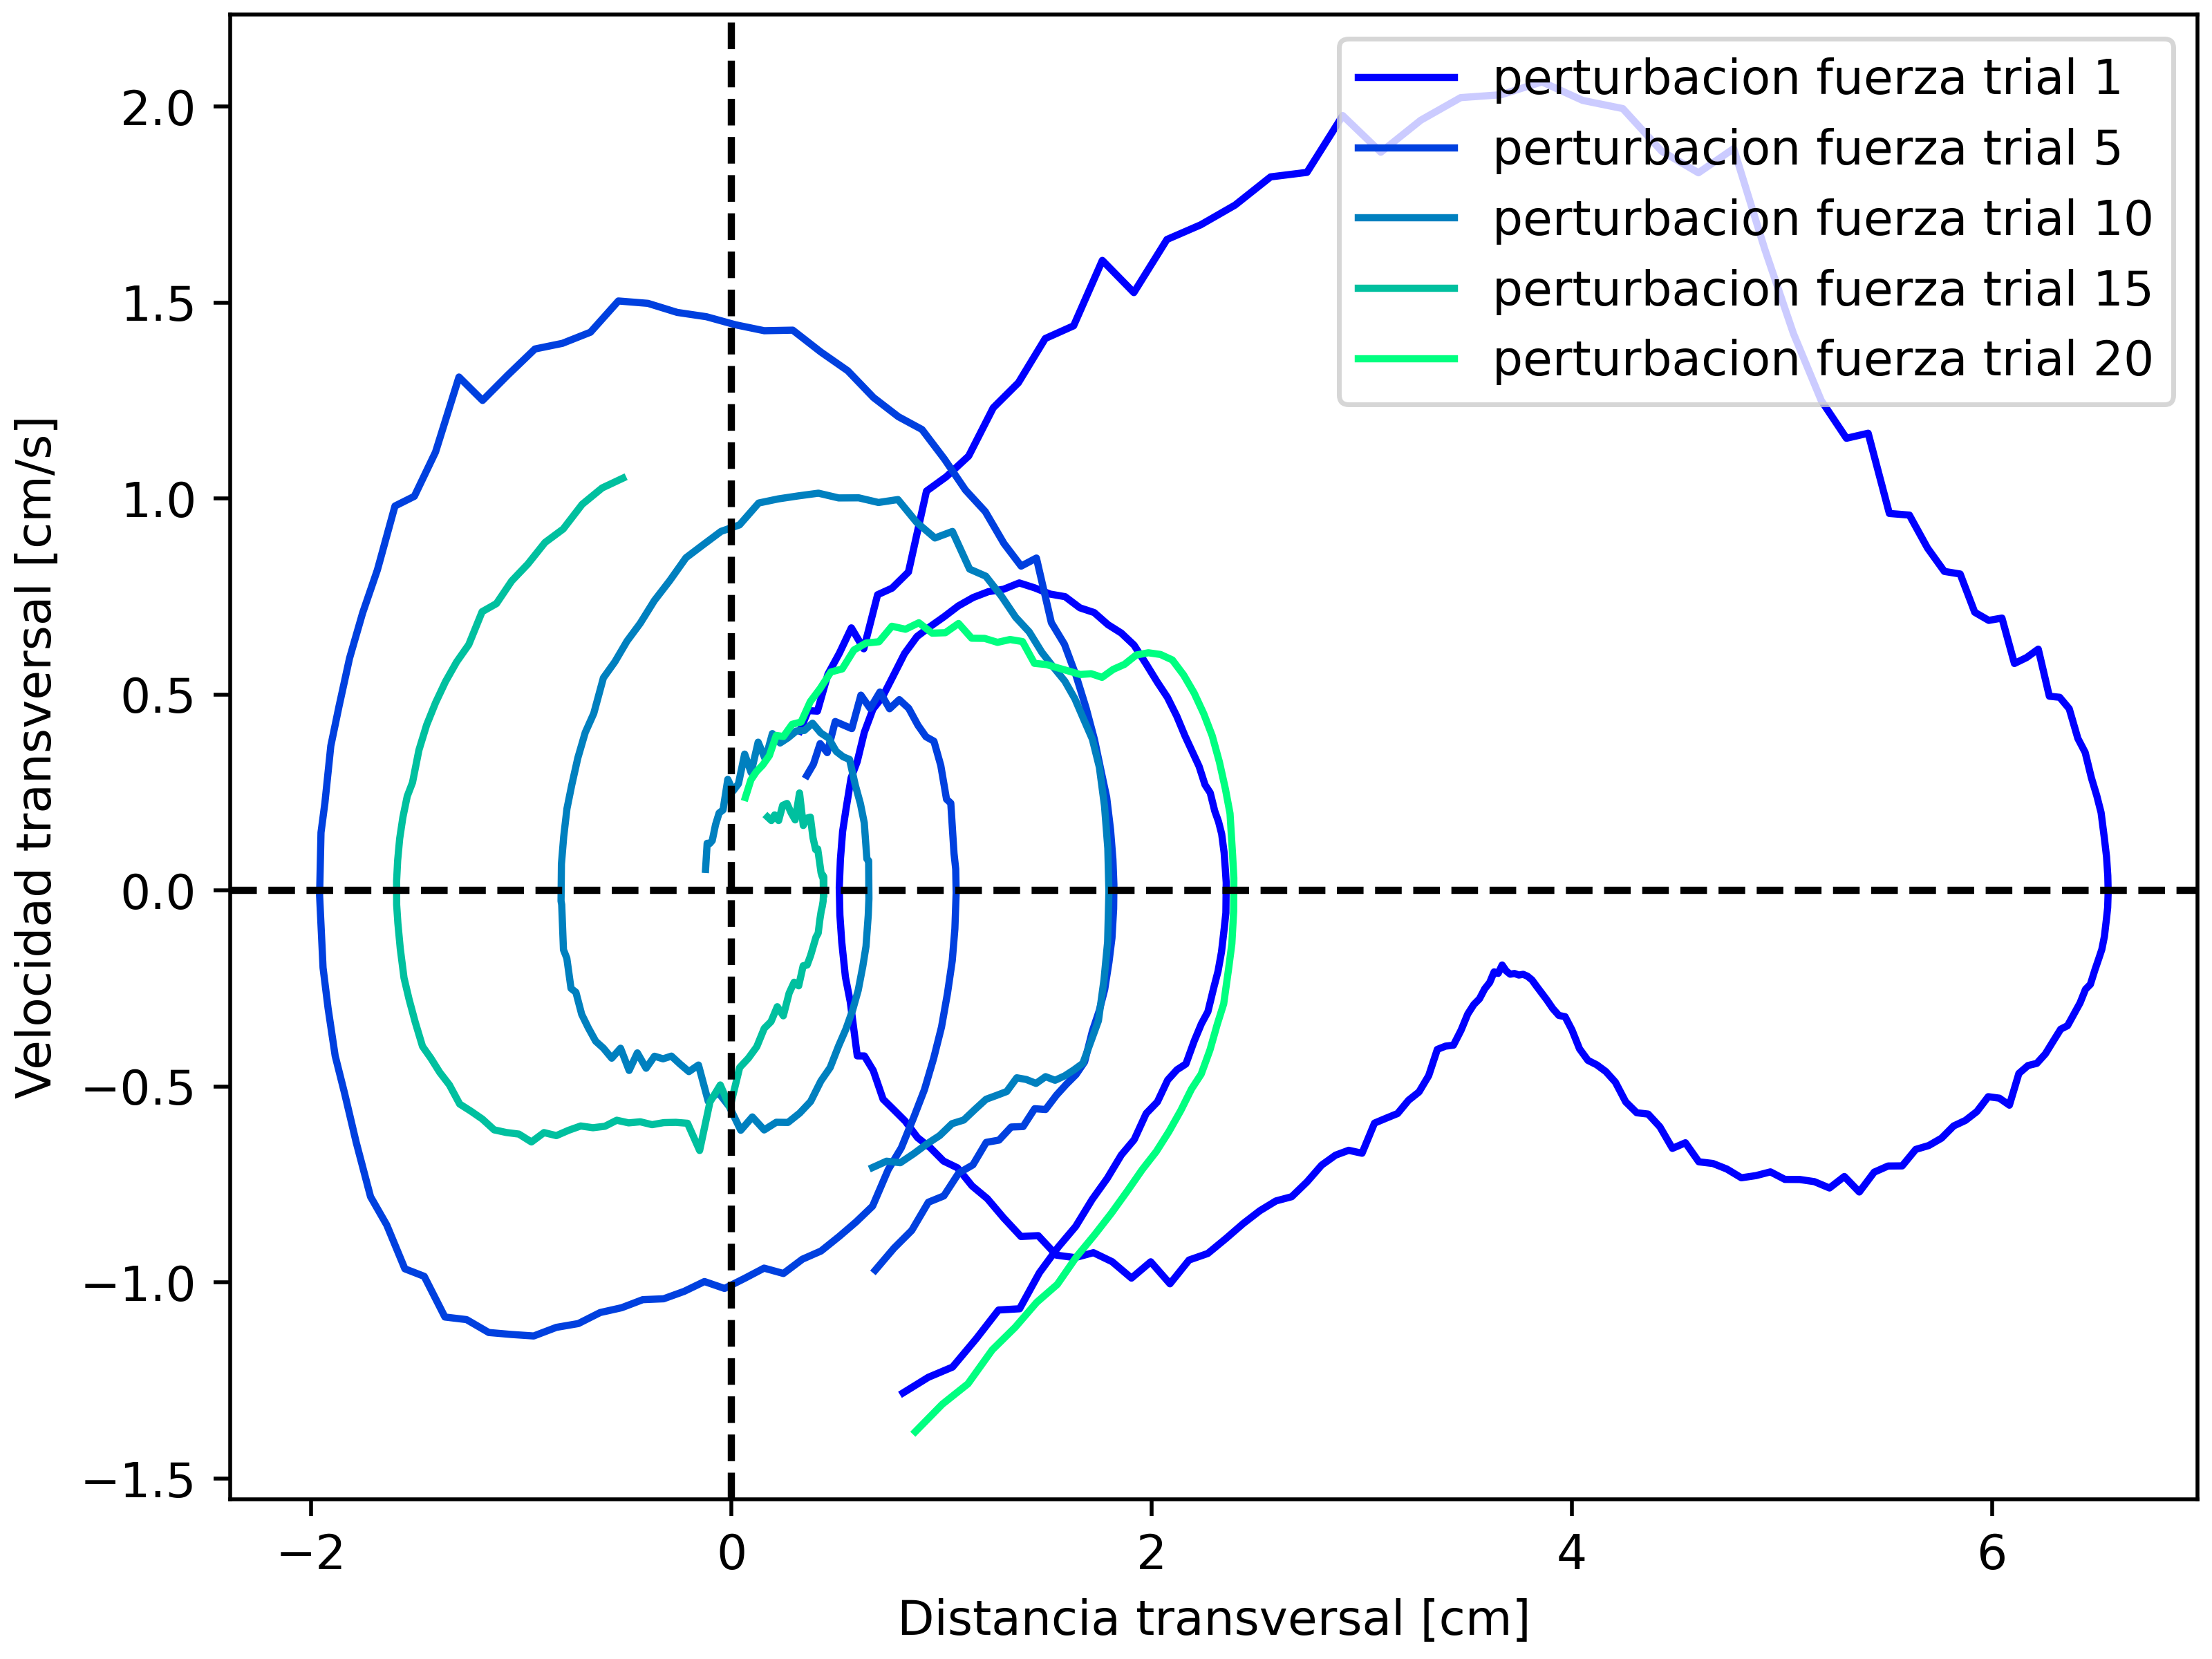 perturbacion fuerza trial 1
perturbacion fuerza trial 5
perturbacion fuerza trial 10
perturbacion fuerza trial 15
perturbacion fuerza trial 20
Velocidad transversal [cm/s]
2.0
1.5
1.0
0.5
0.0
−0.5
−1.0
−1.5
−2 0 2 4 6
Distancia transversal [cm]